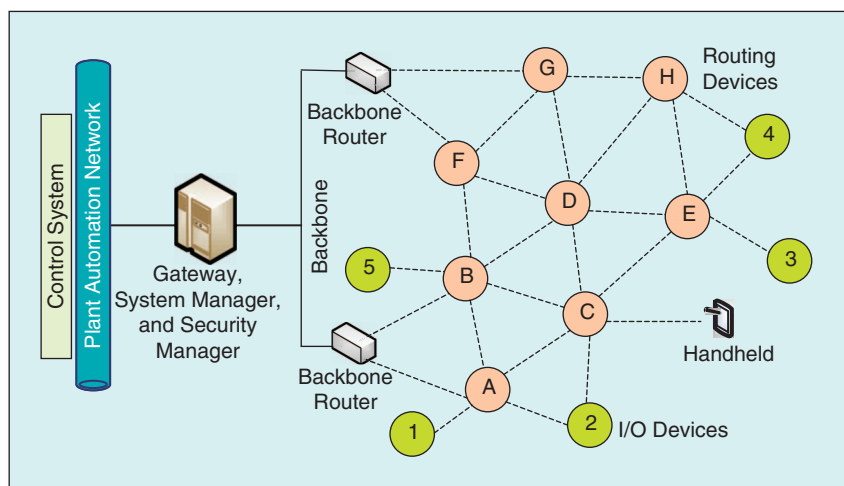 Control System
Plant Automation Network
Gateway,
System Manager,
and Security
Manager
Backbone
Backbone
Router
Backbone
Router
G
H
Routing
Devices
4
F
D
E
5
B
3
C
Handheld
A
1
2
I/O Devices